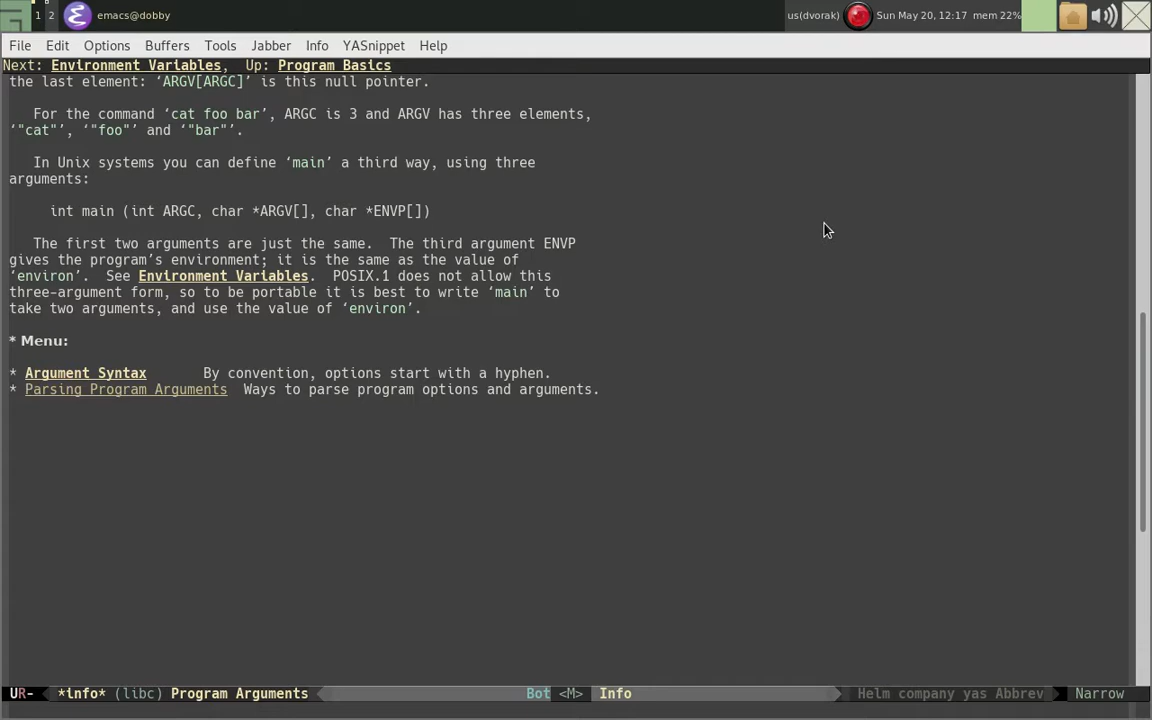 1 2 emacs@dobby us(dvorak) Sun May 20, 12:17 mem 22%
File Edit Options Buffers Tools Jabber Info YASnippet Help
Next: Environment Variables, Up: Program Basics
the last element: ‘ARGV[ARGC]’ is this null pointer.
For the command ‘cat foo bar’, ARGC is 3 and ARGV has three elements,
‘"cat"’, ‘"foo"’ and ‘"bar"’.
In Unix systems you can define ‘main’ a third way, using three
arguments:
int main (int ARGC, char *ARGV[], char *ENVP[])
The first two arguments are just the same. The third argument ENVP
gives the program’s environment; it is the same as the value of
‘environ’. See Environment Variables. POSIX.1 does not allow this
three-argument form, so to be portable it is best to write ‘main’ to
take two arguments, and use the value of ‘environ’.
* Menu:
* Argument Syntax By convention, options start with a hyphen.
* Parsing Program Arguments Ways to parse program options and arguments.
UR- *info* (libc) Program Arguments Bot <M> Info Helm company yas Abbrev Narrow